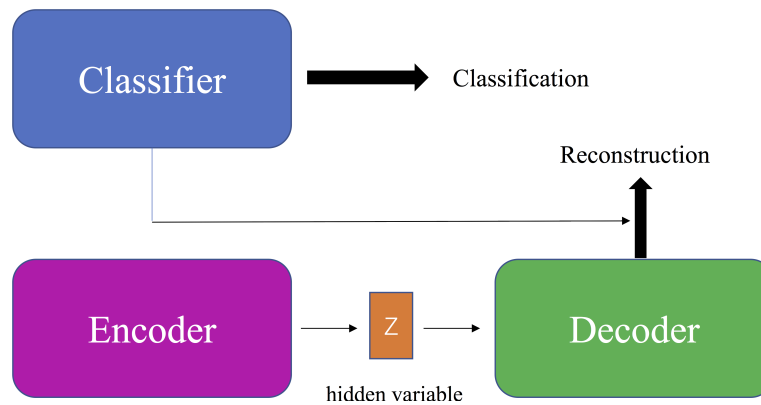 Classifier
Classification
Reconstruction
Encoder
Z
Decoder
hidden variable